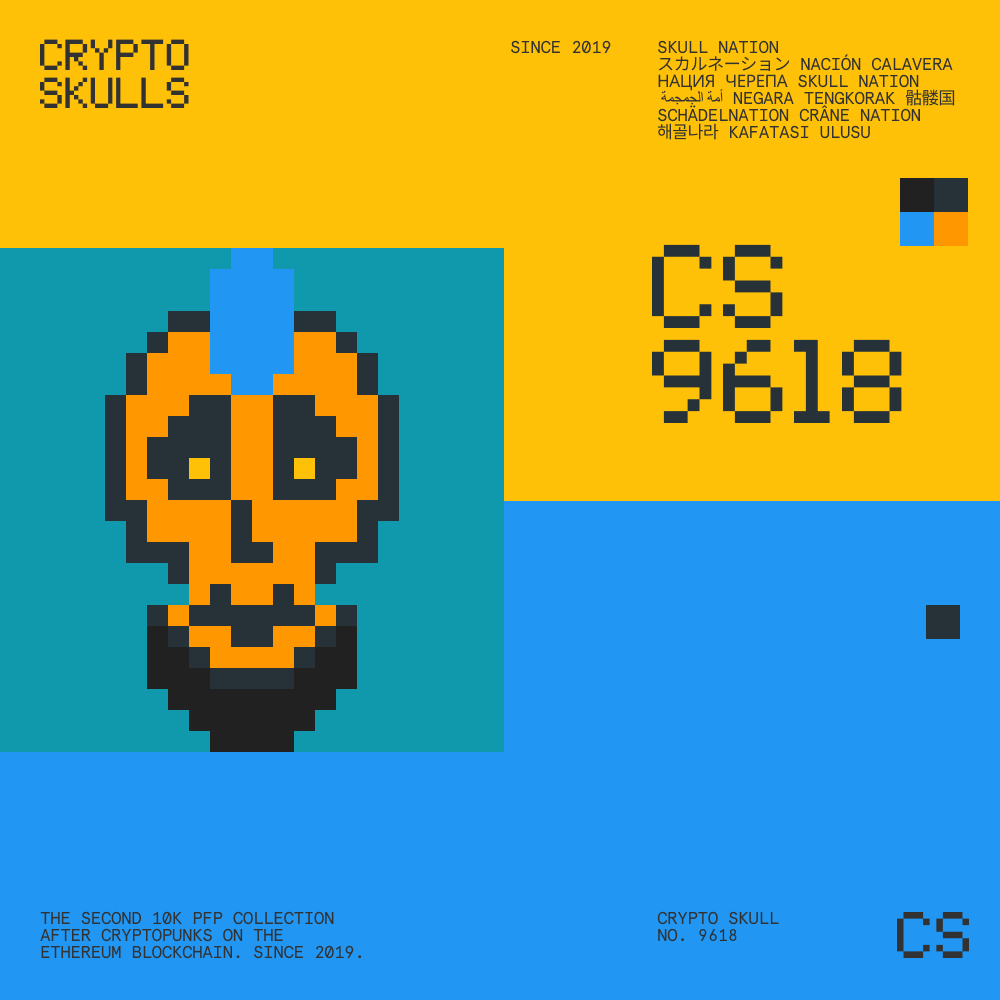 CRYPTO
SKULLS
SINCE 2019
SKULL NATION
スカルネーション NACIÓN CALAVERA
НАЦИЯ ЧЕРЕПА SKULL NATION
أمة الجمجمة NEGARA TENGKORAK 骷髅国
SCHÄDELNATION CRÂNE NATION
해골나라 KAFATASI ULUSU
CS
9618
THE SECOND 10K PFP COLLECTION
AFTER CRYPTOPUNKS ON THE
ETHEREUM BLOCKCHAIN. SINCE 2019.
CRYPTO SKULL
NO. 9618
CS